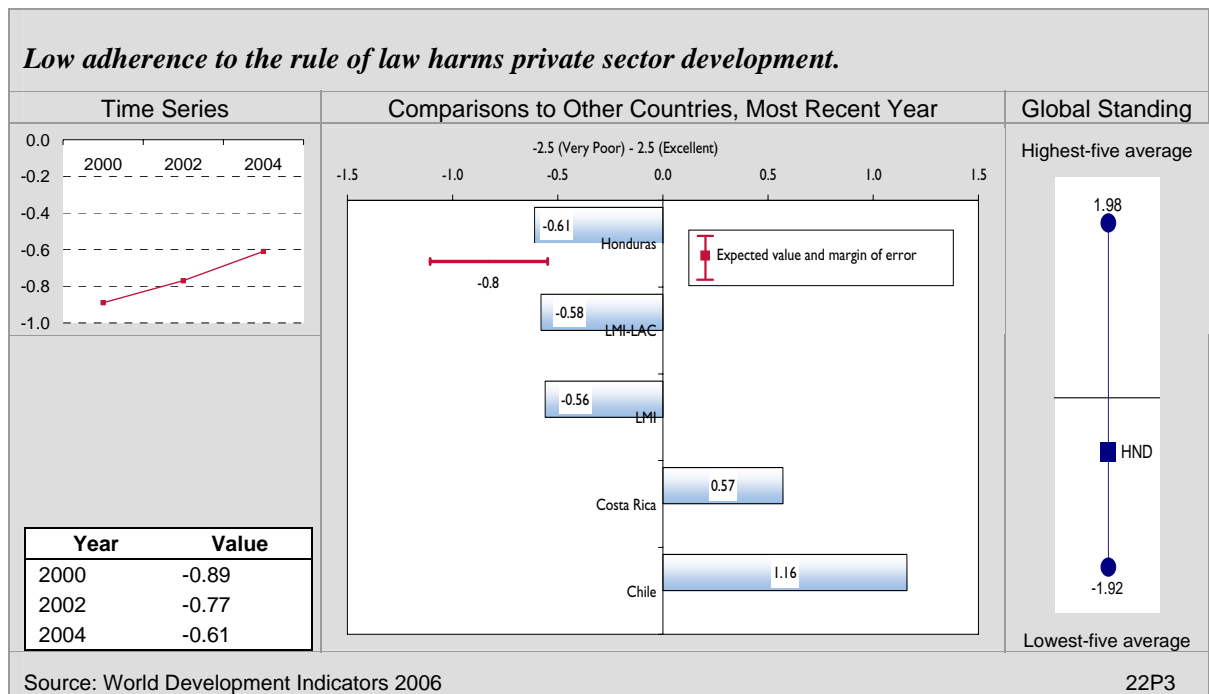 Low adherence to the rule of law harms private sector development.
Time Series
0.0
2000 2002 2004
-0.2
-0.4
-0.6
-0.8
-1.0
Year Value
2000 -0.89
2002 -0.77
2004 -0.61
Comparisons to Other Countries, Most Recent Year
-2.5 (Very Poor) - 2.5 (Excellent)
-1.5 -1.0 -0.5 0.0 0.5 1.0 1.5
-0.61
Honduras
Expected value and margin of error
-0.8
-0.58
LMI-LAC
-0.56
LMI
0.57
Costa Rica
1.16
Chile
Global Standing
Highest-five average
1.98
HND
-1.92
Lowest-five average
Source: World Development Indicators 2006 22P3